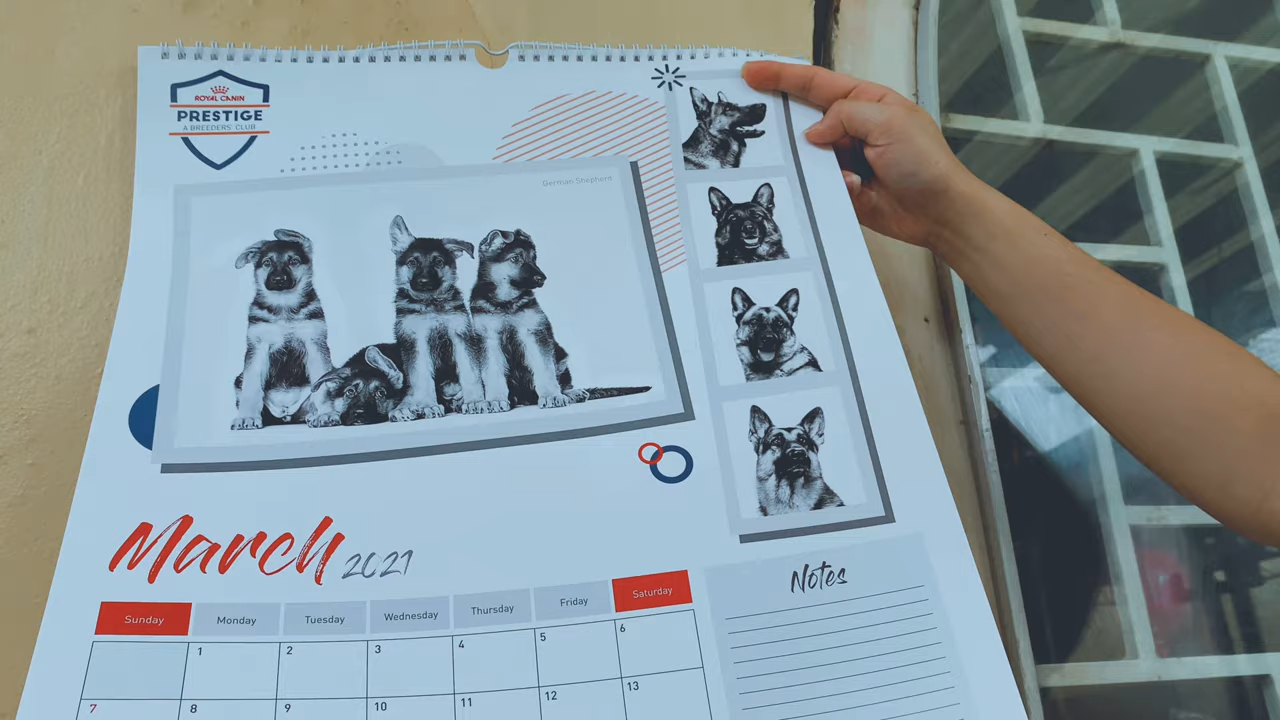 ROYAL CANIN
PRESTIGE
A BREEDERS' CLUB
German Shepherd
March 2021
Sunday Monday Tuesday Wednesday Thursday Friday Saturday
1 2 3 4 5 6
7 8 9 10 11 12 13
Notes